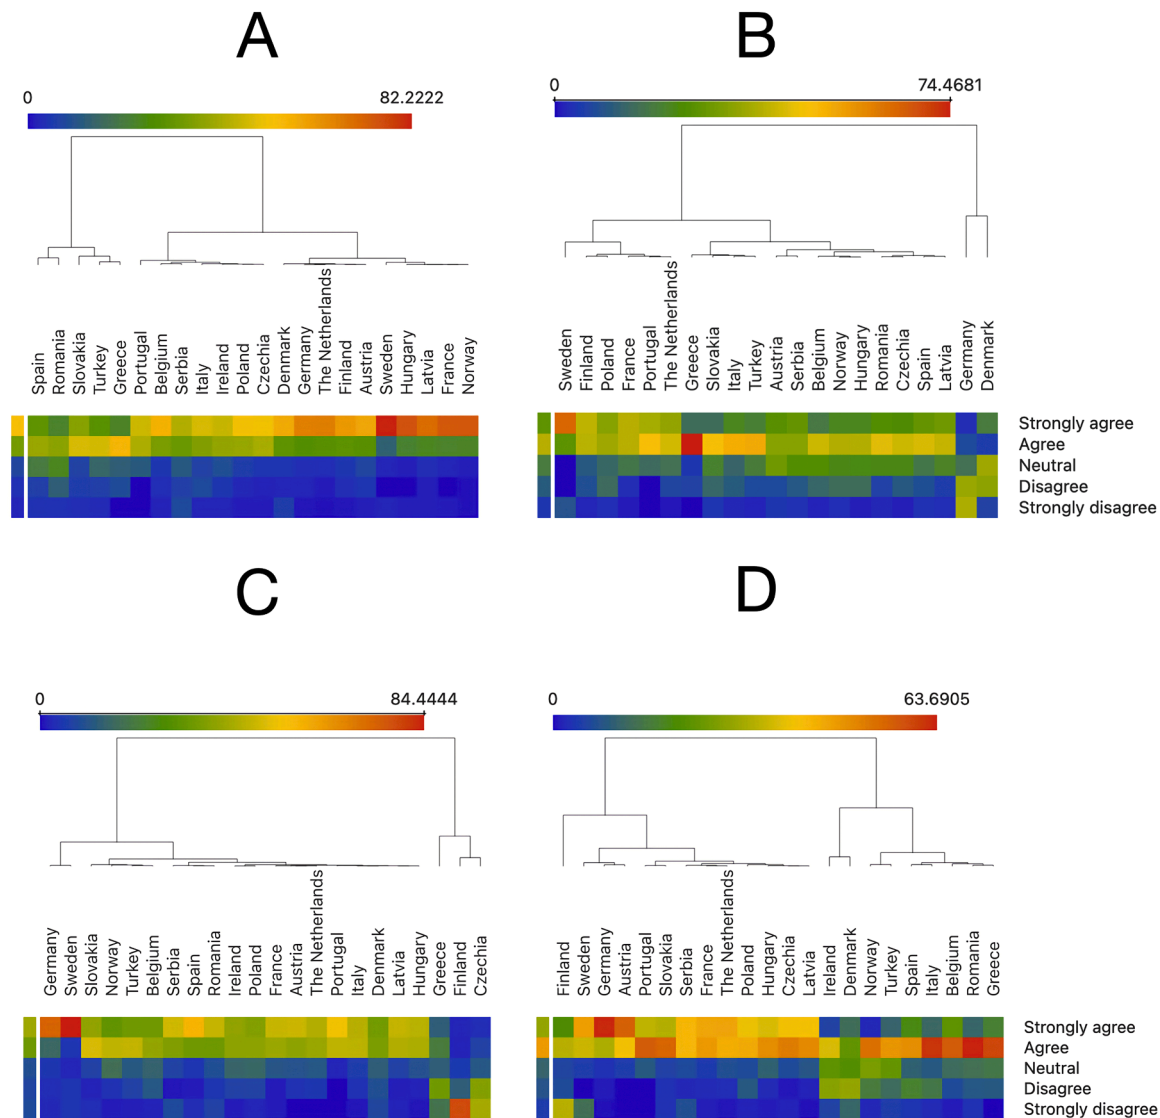 A
B
0 82.2222
0 74.4681
Spain
Romania
Slovakia
Turkey
Greece
Portugal
Belgium
Serbia
Italy
Ireland
Poland
Czechia
Denmark
Germany
The Netherlands
Finland
Austria
Sweden
Hungary
Latvia
France
Norway
Sweden
Finland
Poland
France
Portugal
The Netherlands
Greece
Slovakia
Italy
Turkey
Austria
Serbia
Belgium
Norway
Hungary
Romania
Czechia
Spain
Latvia
Germany
Denmark
Strongly agree
Agree
Neutral
Disagree
Strongly disagree
C
D
0 84.4444
0 63.6905
Germany
Sweden
Slovakia
Norway
Turkey
Belgium
Serbia
Spain
Romania
Ireland
Poland
France
Austria
The Netherlands
Portugal
Italy
Denmark
Latvia
Hungary
Greece
Finland
Czechia
Finland
Sweden
Germany
Austria
Portugal
Slovakia
Serbia
France
The Netherlands
Poland
Hungary
Czechia
Latvia
Ireland
Denmark
Norway
Turkey
Spain
Italy
Belgium
Romania
Greece
Strongly agree
Agree
Neutral
Disagree
Strongly disagree